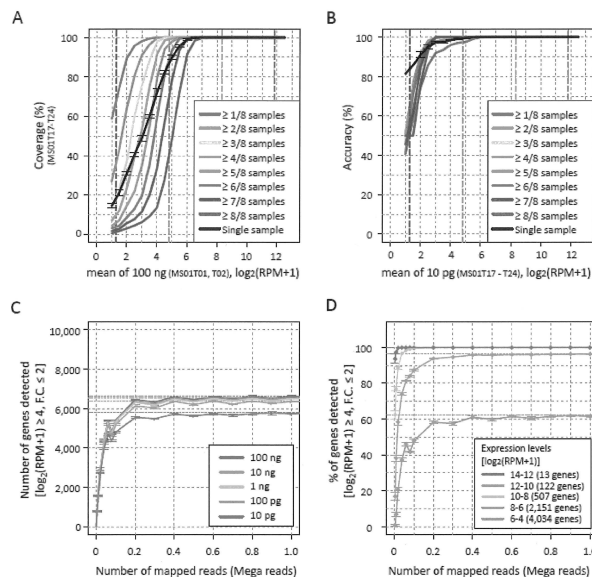 A
100
80
60
40
20
0
Coverage (%)
(MS01T17-T24)
≥ 1/8 samples
≥ 2/8 samples
≥ 3/8 samples
≥ 4/8 samples
≥ 5/8 samples
≥ 6/8 samples
≥ 7/8 samples
≥ 8/8 samples
Single sample
0 2 4 6 8 10 12
mean of 100 ng (MS01T01, T02), log2(RPM+1)
B
100
80
60
40
20
0
Accuracy (%)
≥ 1/8 samples
≥ 2/8 samples
≥ 3/8 samples
≥ 4/8 samples
≥ 5/8 samples
≥ 6/8 samples
≥ 7/8 samples
≥ 8/8 samples
Single sample
0 2 4 6 8 10 12
mean of 10 pg (MS01T17 - T24), log2(RPM+1)
C
10,000
8,000
6,000
4,000
2,000
0
Number of genes detected
[log2(RPM+1) ≥ 4, F.C. ≤ 2]
100 ng
10 ng
1 ng
100 pg
10 pg
0 0.2 0.4 0.6 0.8 1.0
Number of mapped reads (Mega reads)
D
100
80
60
40
20
0
% of genes detected
[log2(RPM+1) ≥ 4, F.C. ≤ 2]
Expression levels
[log2(RPM+1)]
14-12 (13 genes)
12-10 (122 genes)
10-8 (507 genes)
8-6 (2,151 genes)
6-4 (4,034 genes)
0 0.2 0.4 0.6 0.8 1.0
Number of mapped reads (Mega reads)